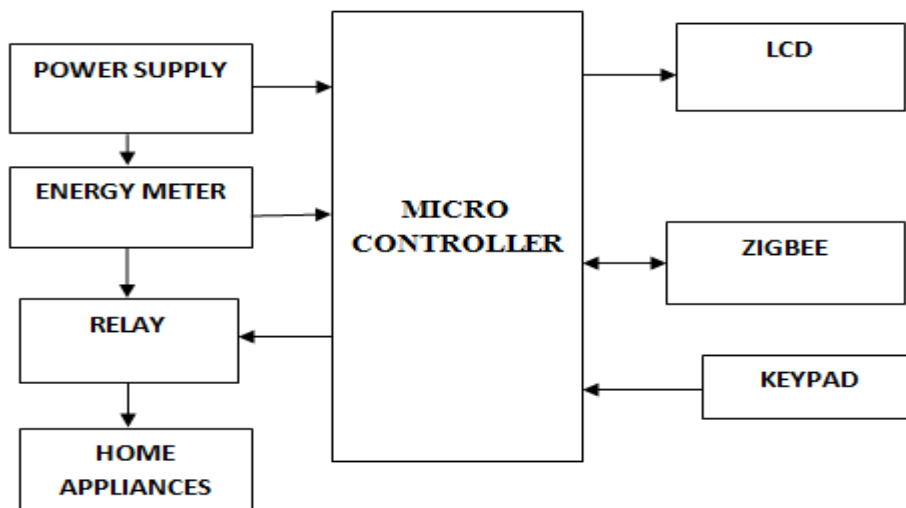 POWER SUPPLY
ENERGY METER
RELAY
HOME
APPLIANCES
MICRO
CONTROLLER
LCD
ZIGBEE
KEYPAD